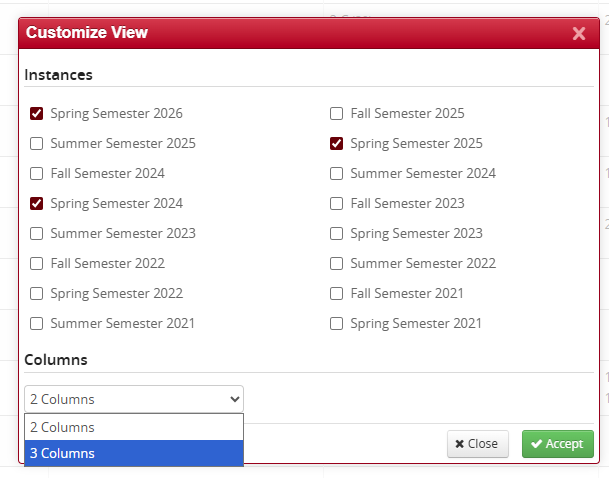 Customize View
Instances
Spring Semester 2026
Fall Semester 2025
Summer Semester 2025
Spring Semester 2025
Fall Semester 2024
Summer Semester 2024
Spring Semester 2024
Fall Semester 2023
Summer Semester 2023
Spring Semester 2023
Fall Semester 2022
Summer Semester 2022
Spring Semester 2022
Fall Semester 2021
Summer Semester 2021
Spring Semester 2021
Columns
2 Columns
2 Columns
3 Columns
Close
Accept